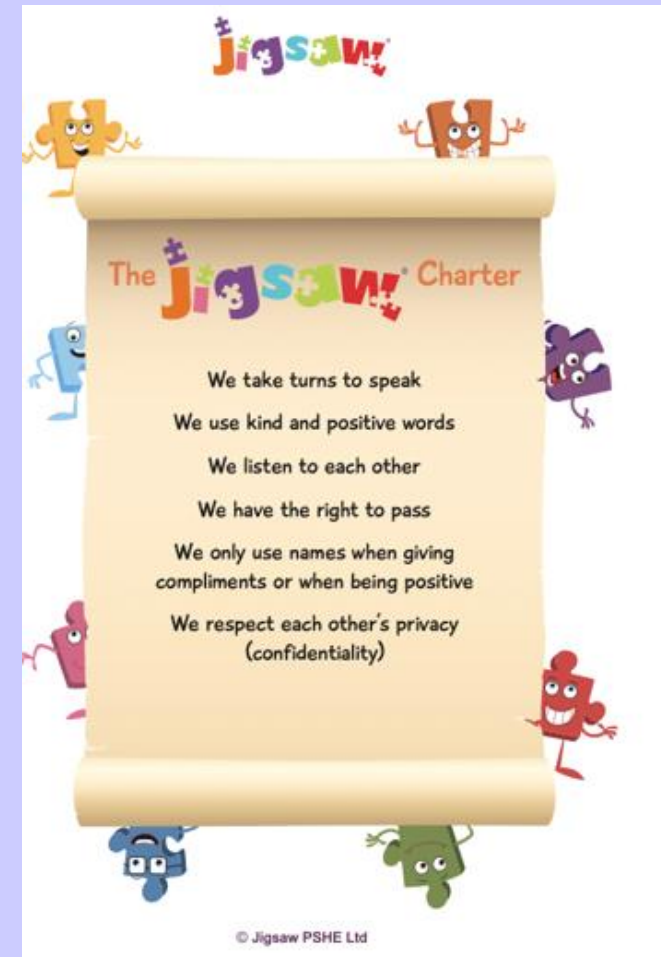 jigsaw®
The jigsaw® Charter
We take turns to speak
We use kind and positive words
We listen to each other
We have the right to pass
We only use names when giving
compliments or when being positive
We respect each other's privacy
(confidentiality)
© Jigsaw PSHE Ltd